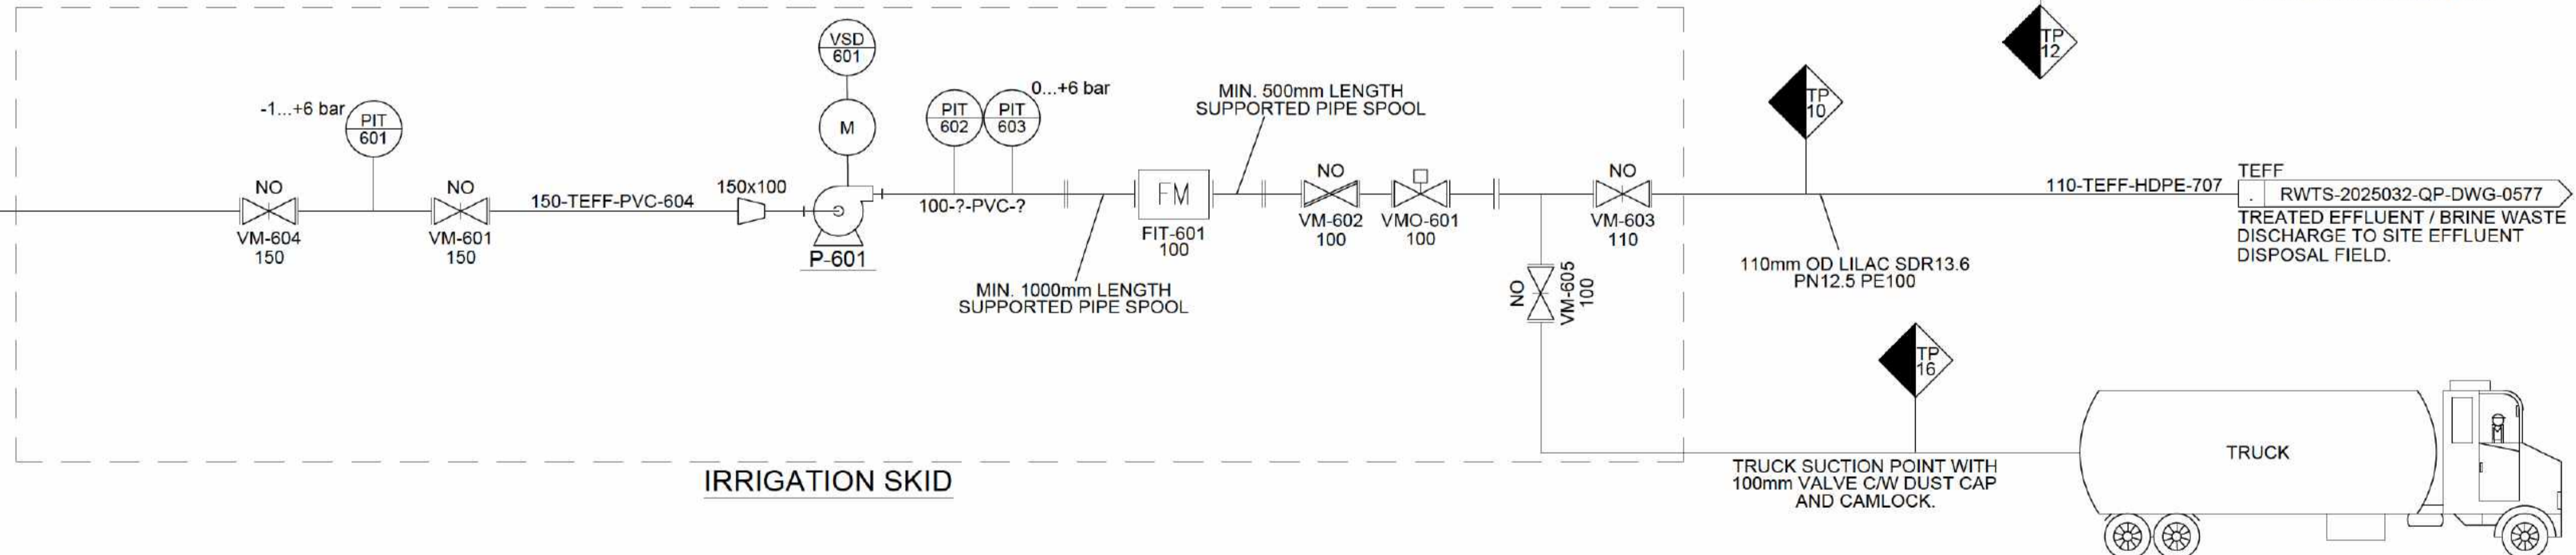 VSD
601
TP
12
-1...+6 bar
PIT
601
M
PIT
602
PIT
603
0...+6 bar
MIN. 500mm LENGTH
SUPPORTED PIPE SPOOL
TP
10
NO
VM-604
150
NO
VM-601
150
150-TEFF-PVC-604
150x100
P-601
100-?-PVC-?
MIN. 1000mm LENGTH
SUPPORTED PIPE SPOOL
FM
FIT-601
100
NO
VM-602
100
VMO-601
100
NO
VM-605
100
NO
VM-603
110
110mm OD LILAC SDR13.6
PN12.5 PE100
110-TEFF-HDPE-707
TEFF
. RWTS-2025032-QP-DWG-0577
TREATED EFFLUENT / BRINE WASTE
DISCHARGE TO SITE EFFLUENT
DISPOSAL FIELD.
TP
16
IRRIGATION SKID
TRUCK SUCTION POINT WITH
100mm VALVE C/W DUST CAP
AND CAMLOCK.
TRUCK